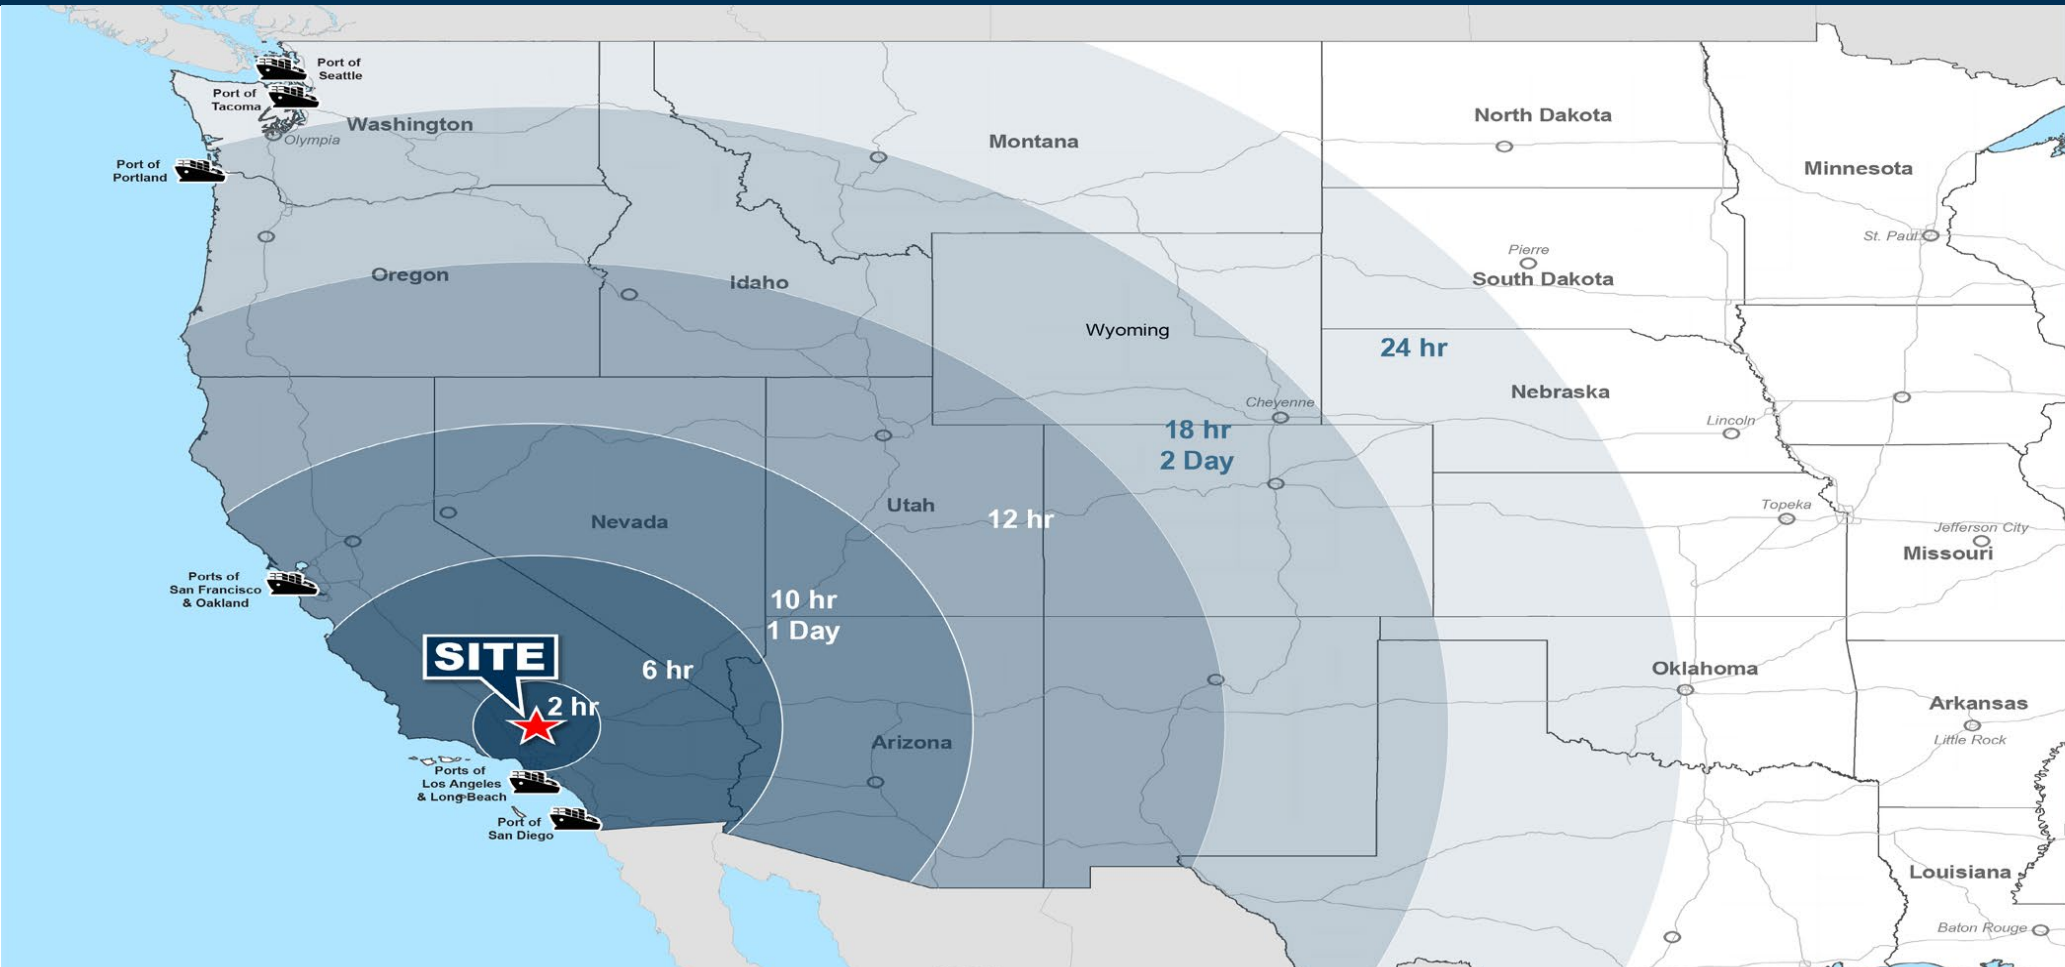 Port of
Seattle
Port of
Tacoma
Washington
Olympia
Port of
Portland
Montana
North Dakota
Minnesota
St. Paul
Pierre
South Dakota
Oregon
Idaho
Wyoming
24 hr
Nebraska
Cheyenne
Lincoln
18 hr
2 Day
Utah
12 hr
Nevada
Topeka
Jefferson City
Missouri
Ports of
San Francisco
& Oakland
10 hr
1 Day
SITE
6 hr
2 hr
Oklahoma
Arkansas
Little Rock
Arizona
Ports of
Los Angeles
& Long Beach
Port of
San Diego
Louisiana
Baton Rouge